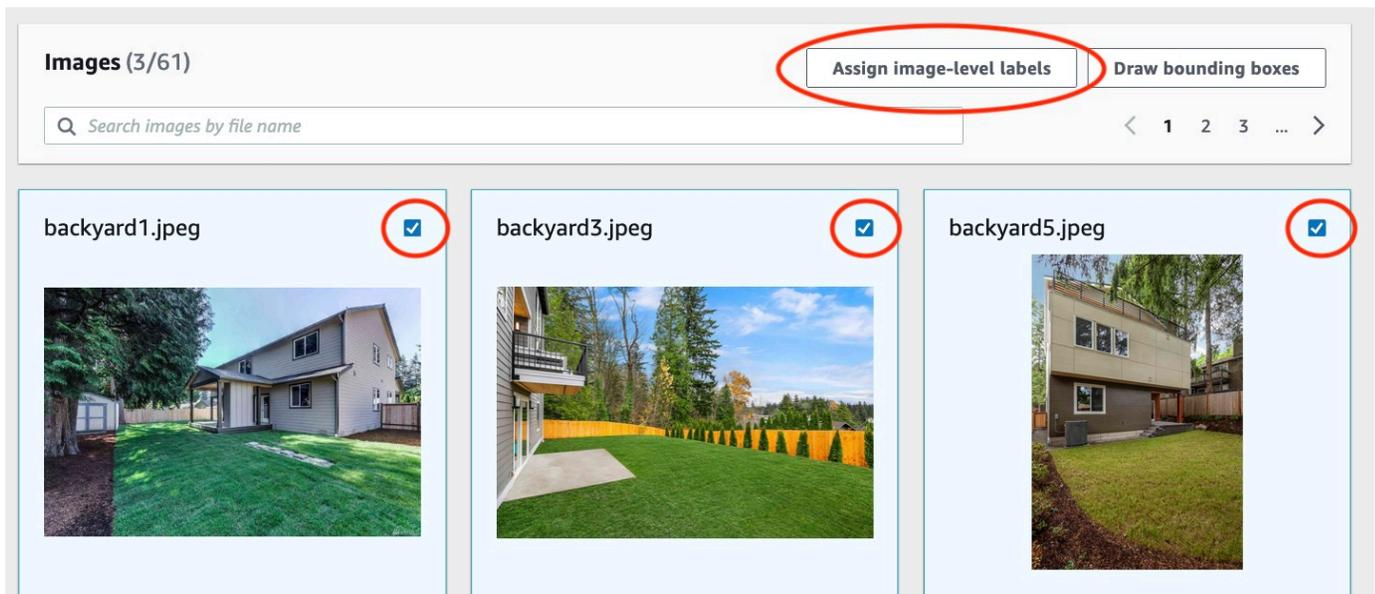 Images (3/61)
Assign image-level labels
Draw bounding boxes
Search images by file name
1 2 3 ...
backyard1.jpeg
backyard3.jpeg
backyard5.jpeg